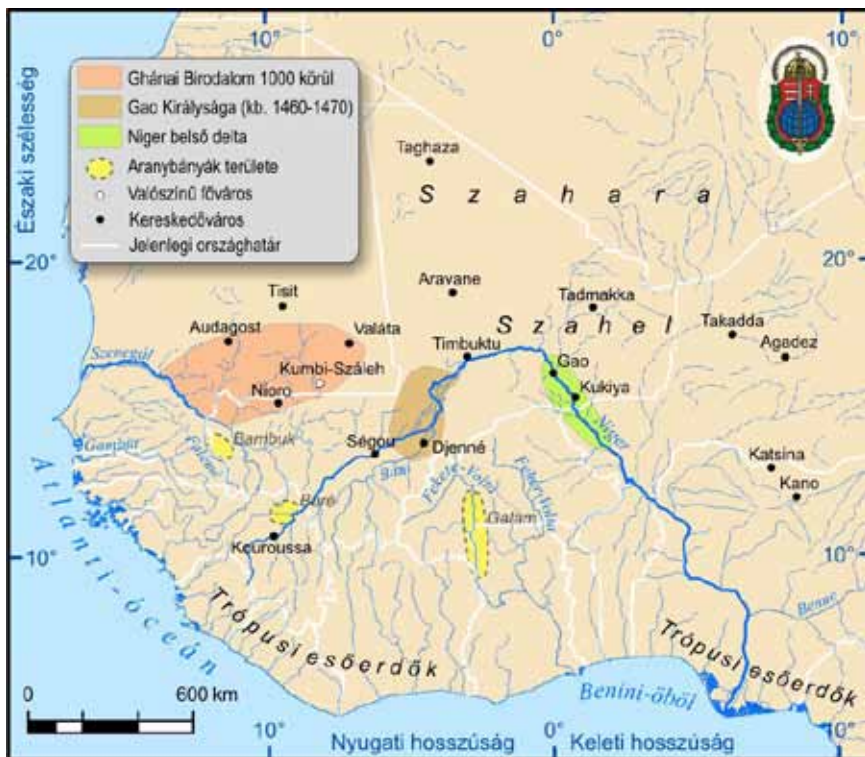 10°
0°
10°
Északi szélesség
Ghánai Birodalom 1000 körül
Gao Királysága (kb. 1460-1470)
Niger belső delta
Aranybányák területe
Valószínű főváros
Kereskedőváros
Jelenlegi országhatár
Taghaza
Szahara
20°
20°
Aravane
Tisit
Tadmakka
Audagost
Valáta
Szahel
Takadda
Agadez
Szenegál
Timbuktu
Kumbi-Száleh
Gao
Nioro
Kukiya
Niger
Gambia
Bambuk
Falémé
Ségou
Djenné
Bani
Katsina
Kano
Fekete-Volta
Fehér-Volta
Buré
Galam
Kouroussa
10°
10°
Atlanti-óceán
Benue
Trópusi esőerdők
Trópusi esőerdők
Benini-öböl
0
600 km
10°
Nyugati hosszúság
0°
Keleti hosszúság
10°